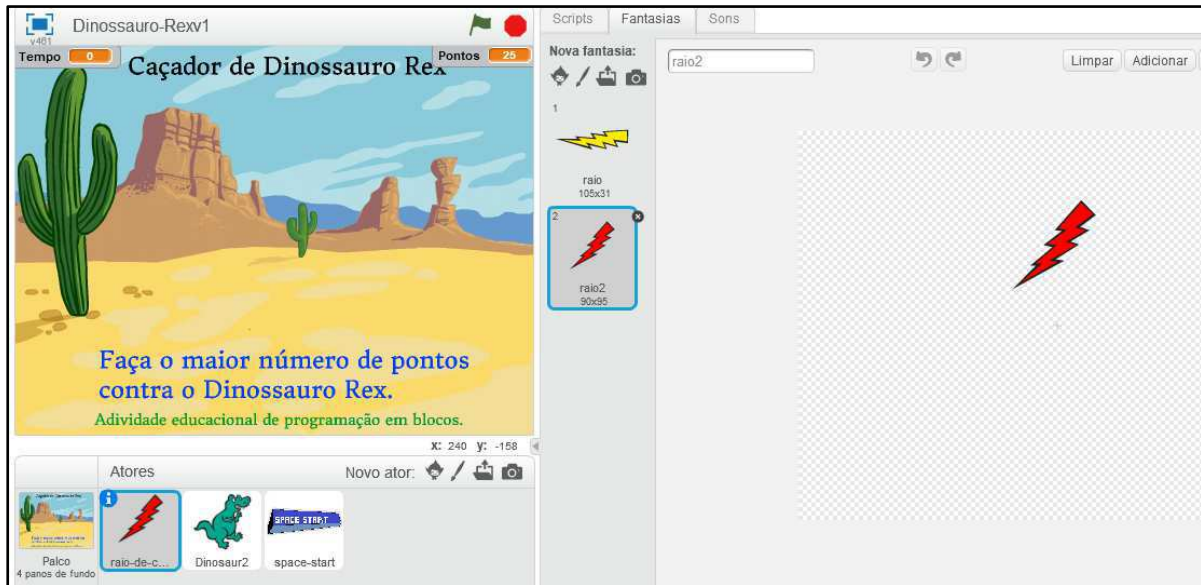 Dinossauro-Rexv1
v461
Tempo 0
Pontos 25
Caçador de Dinossauro Rex
Faça o maior número de pontos
contra o Dinossauro Rex.
Adividade educacional de programação em blocos.
x: 240 y: -158
Atores
Novo ator:
Palco
4 panos de fundo
raio-de-c...
Dinosaur2
SPACE START
space-start
Scripts
Fantasias
Sons
Nova fantasia:
1
raio
105x31
2
raio2
90x95
raio2
Limpar
Adicionar